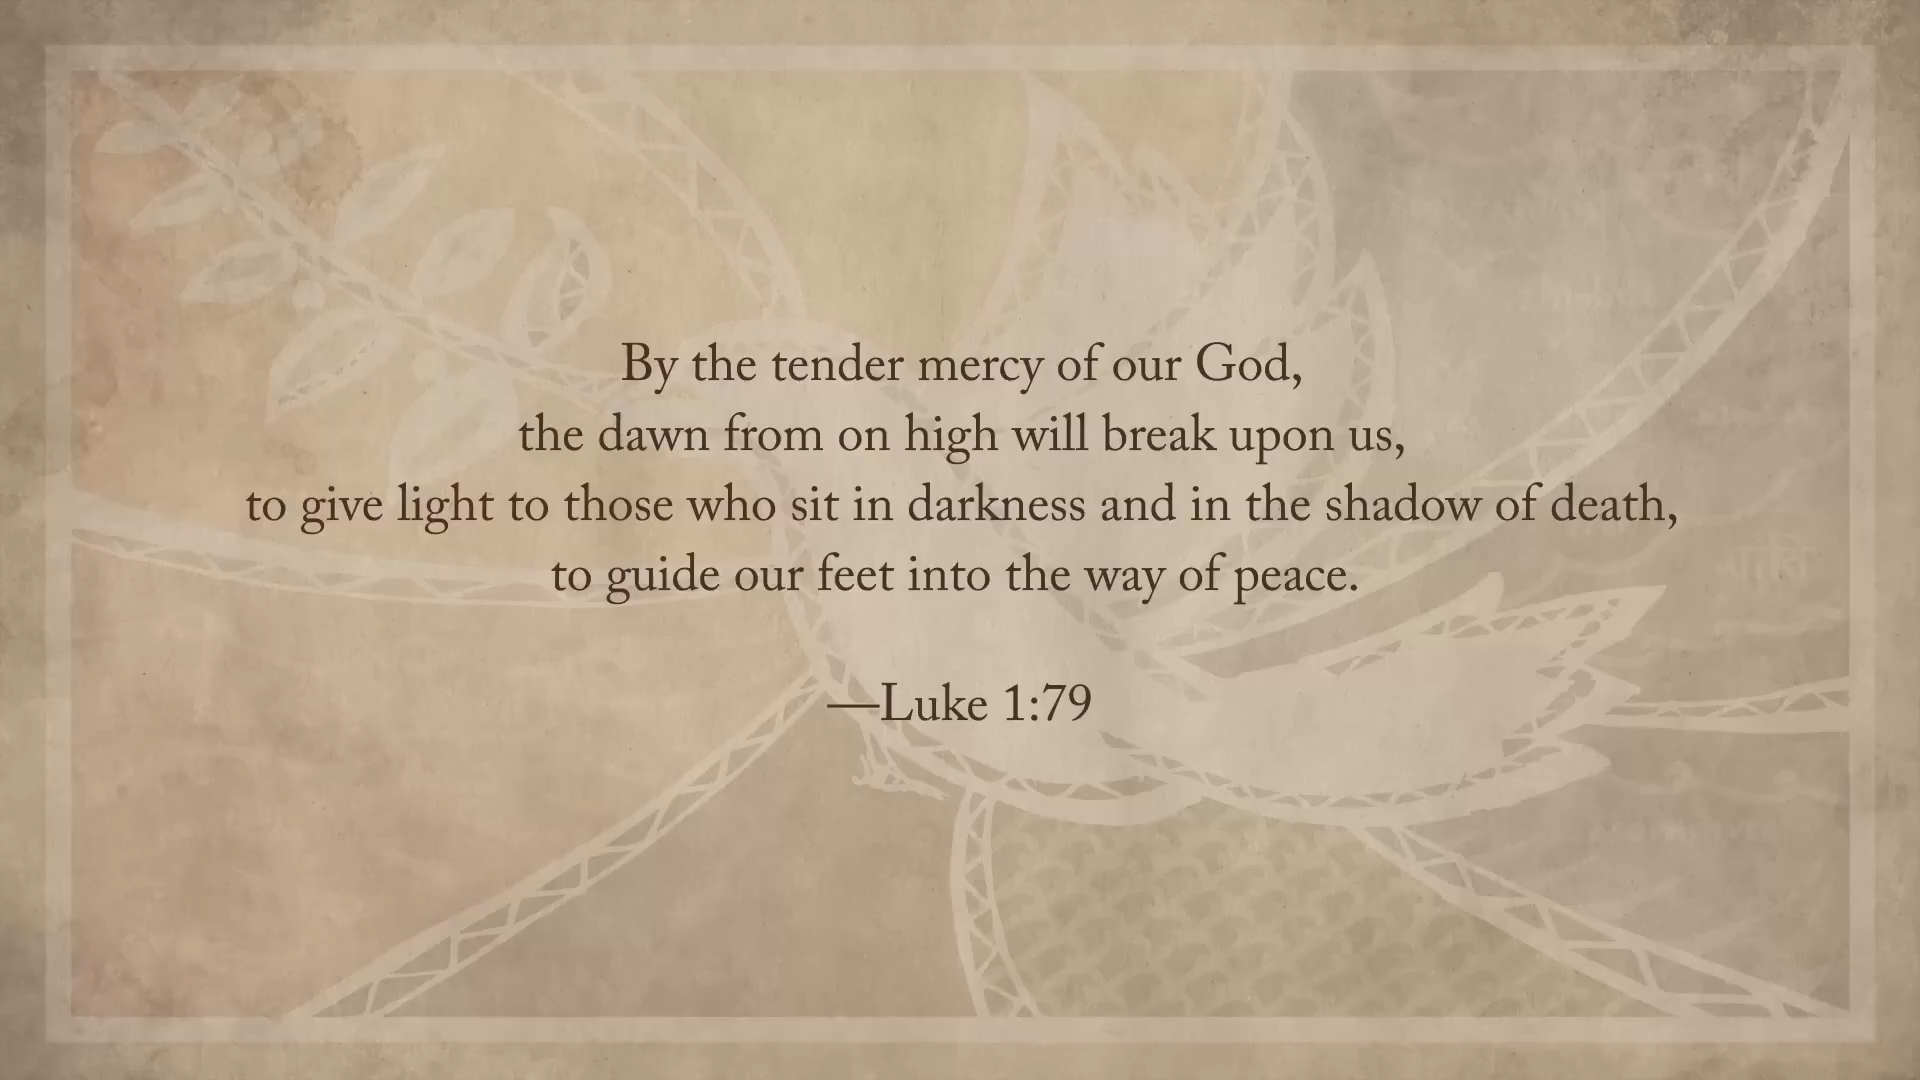 By the tender mercy of our God,
the dawn from on high will break upon us,
to give light to those who sit in darkness and in the shadow of death,
to guide our feet into the way of peace.
—Luke 1:79